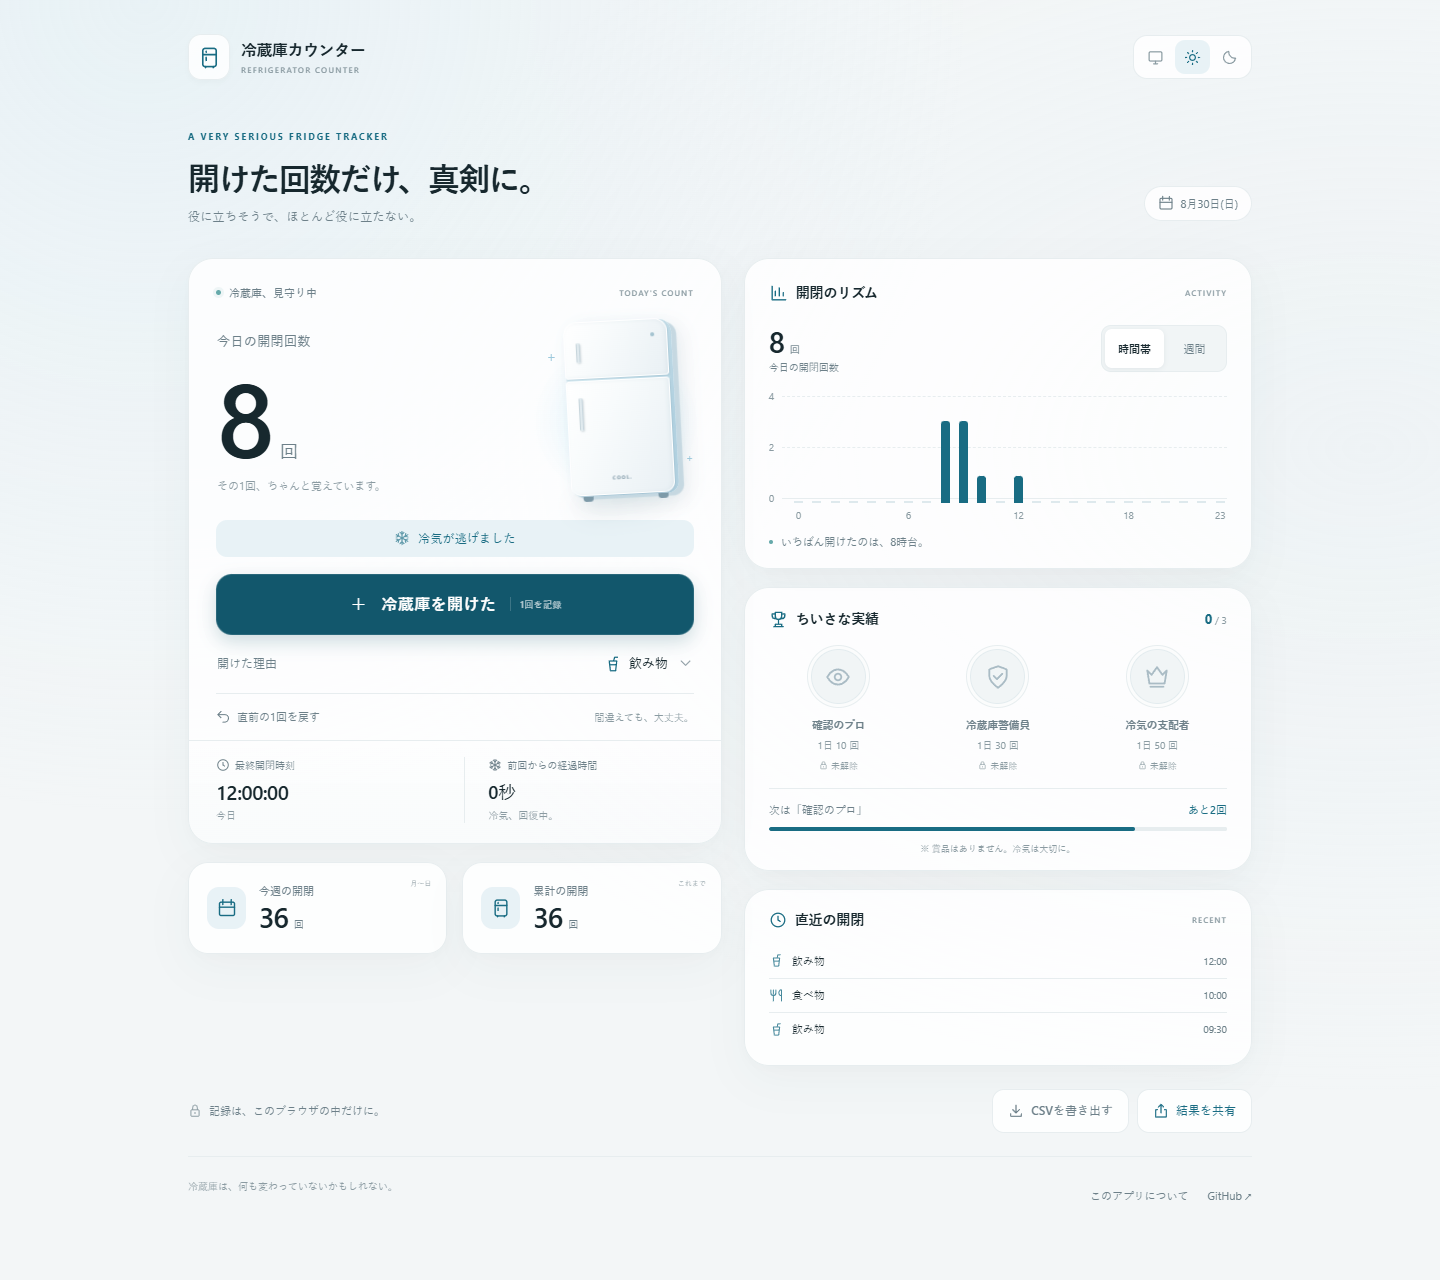 冷蔵庫カウンター
REFRIGERATOR COUNTER
A VERY SERIOUS FRIDGE TRACKER
開けた回数だけ、真剣に。
役に立ちそうで、ほとんど役に立たない。
8月30日(日)
冷蔵庫、見守り中
TODAY'S COUNT
今日の開閉回数
8 回
その1回、ちゃんと覚えています。
COOL.
冷気が逃げました
+ 冷蔵庫を開けた 1回を記録
開けた理由
飲み物
直前の1回を戻す
間違えても、大丈夫。
最終開閉時刻
12:00:00
今日
前回からの経過時間
0秒
冷気、回復中。
今週の開閉
36 回
月〜日
累計の開閉
36 回
これまで
開閉のリズム
ACTIVITY
8 回
今日の開閉回数
時間帯
週間
4
2
0
0 6 12 18 23
いちばん開けたのは、8時台。
ちいさな実績
0 / 3
確認のプロ
1日 10 回
未解除
冷蔵庫警備員
1日 30 回
未解除
冷気の支配者
1日 50 回
未解除
次は「確認のプロ」
あと2回
※ 賞品はありません。冷気は大切に。
直近の開閉
RECENT
飲み物 12:00
食べ物 10:00
飲み物 09:30
記録は、このブラウザの中だけに。
CSVを書き出す
結果を共有
冷蔵庫は、何も変わっていないかもしれない。
このアプリについて
GitHub ↗